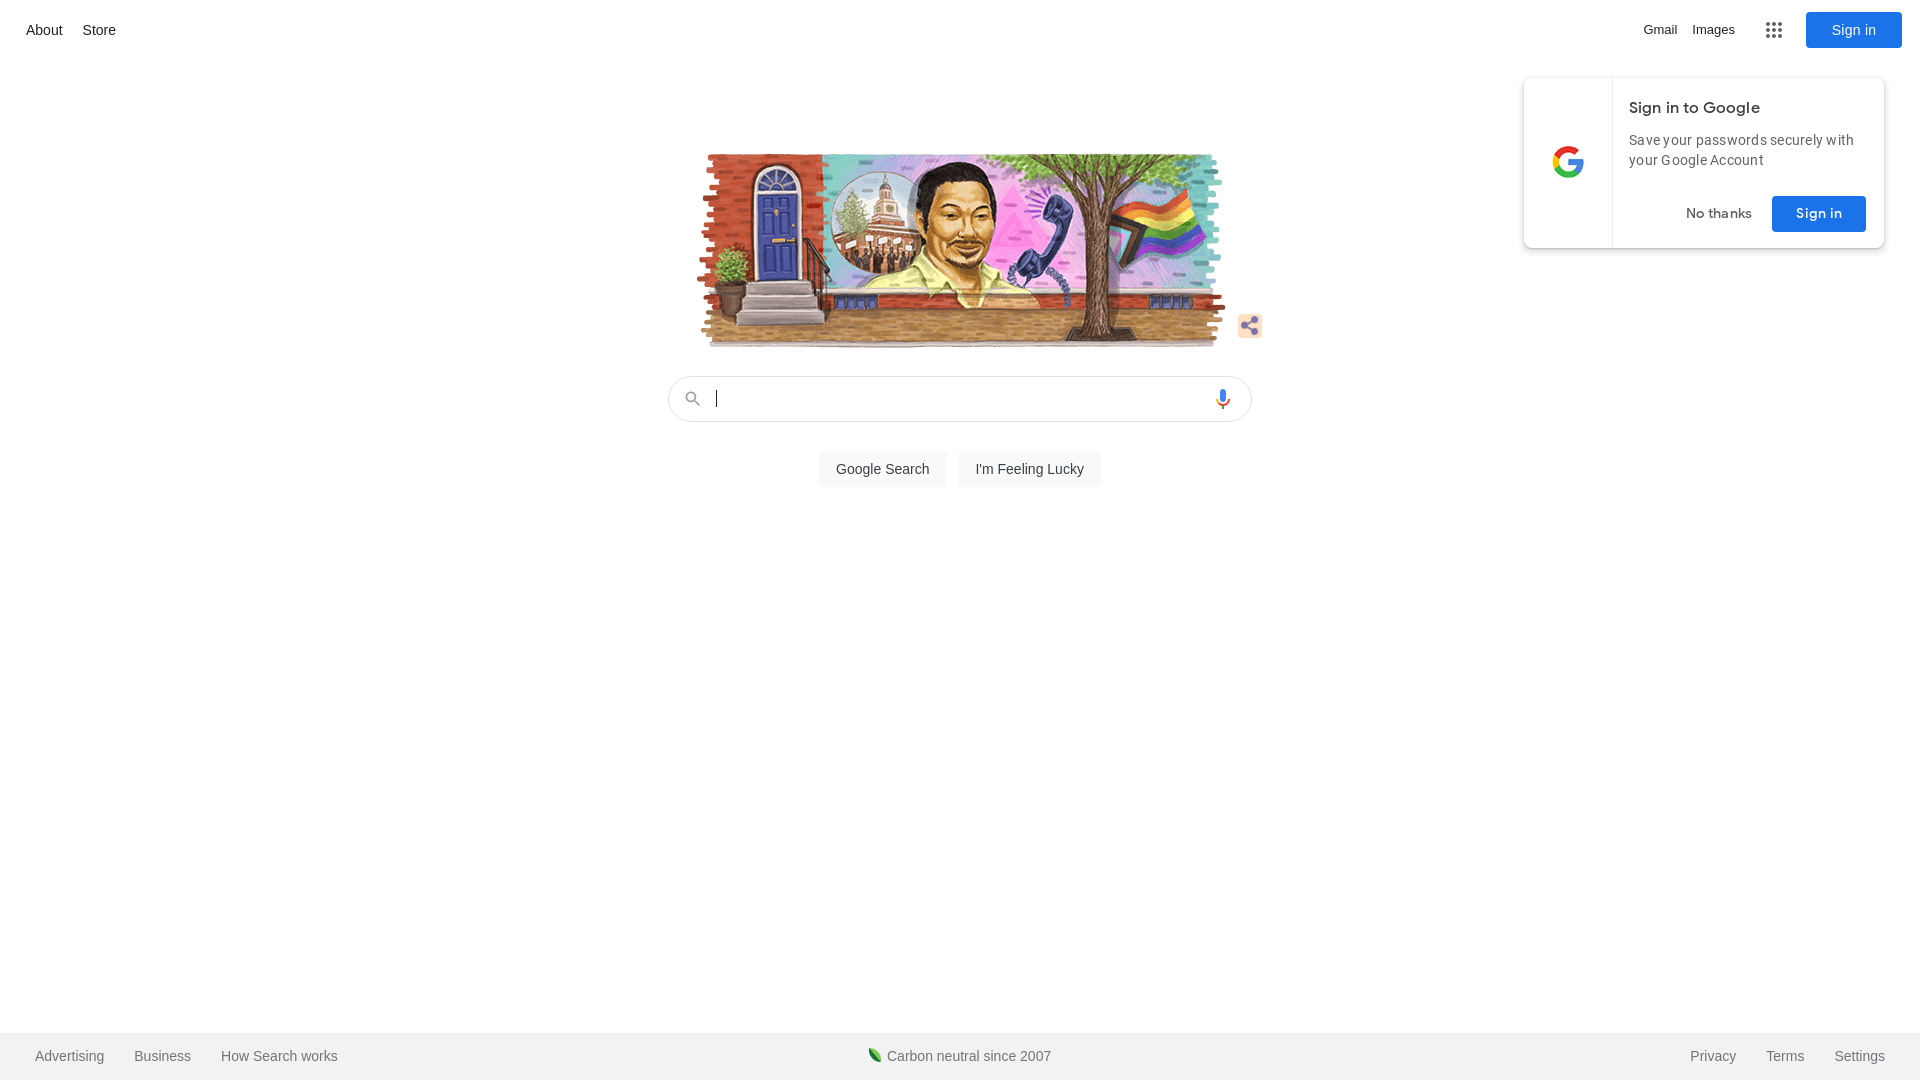 About Store
Gmail Images Sign in
Sign in to Google
Save your passwords securely with
your Google Account
No thanks Sign in
Google Search I'm Feeling Lucky
Advertising Business How Search works
Carbon neutral since 2007
Privacy Terms Settings